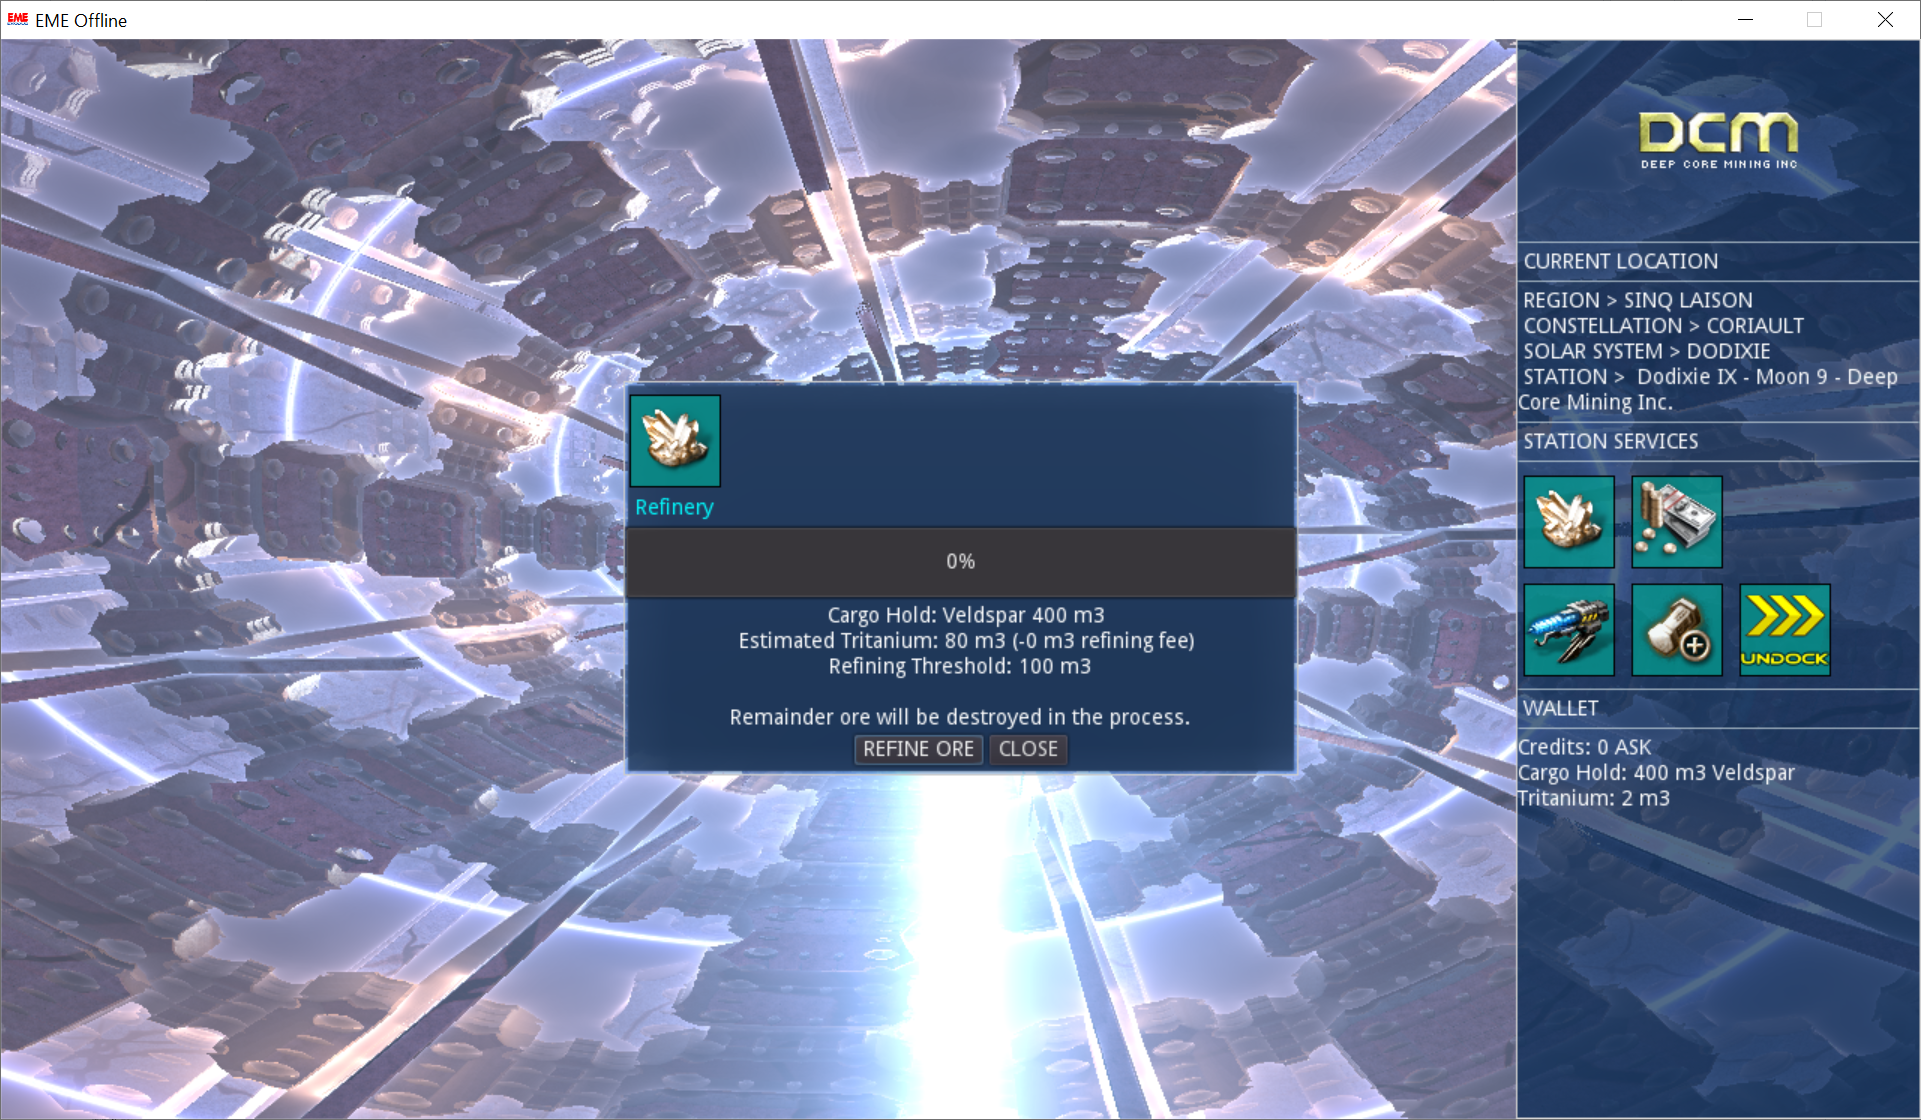 EME EME Offline
DCM
DEEP CORE MINING INC
CURRENT LOCATION
REGION > SINQ LAISON
CONSTELLATION > CORIAULT
SOLAR SYSTEM > DODIXIE
STATION > Dodixie IX - Moon 9 - Deep
Core Mining Inc.
STATION SERVICES
UNDOCK
WALLET
Credits: 0 ASK
Cargo Hold: 400 m3 Veldspar
Tritanium: 2 m3
Refinery
0%
Cargo Hold: Veldspar 400 m3
Estimated Tritanium: 80 m3 (-0 m3 refining fee)
Refining Threshold: 100 m3
Remainder ore will be destroyed in the process.
REFINE ORE CLOSE